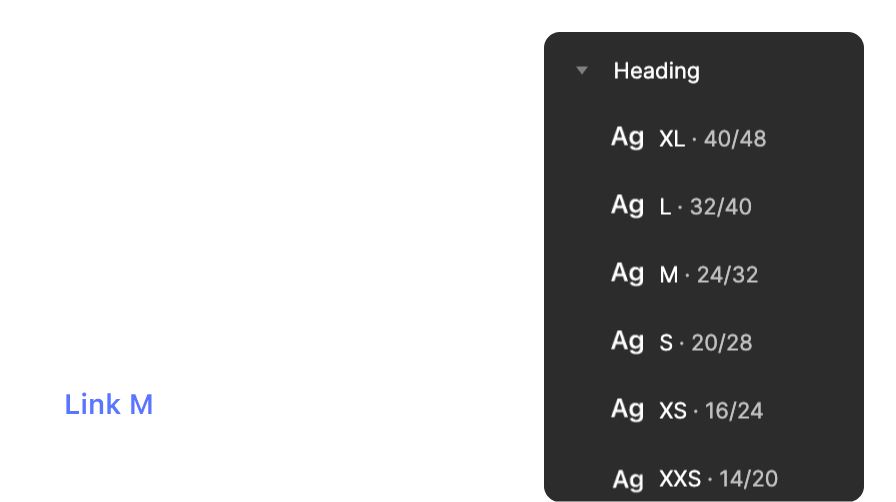 Heading
Ag XL · 40/48
Ag L · 32/40
Ag M · 24/32
Ag S · 20/28
Link M
Ag XS · 16/24
Ag XXS · 14/20